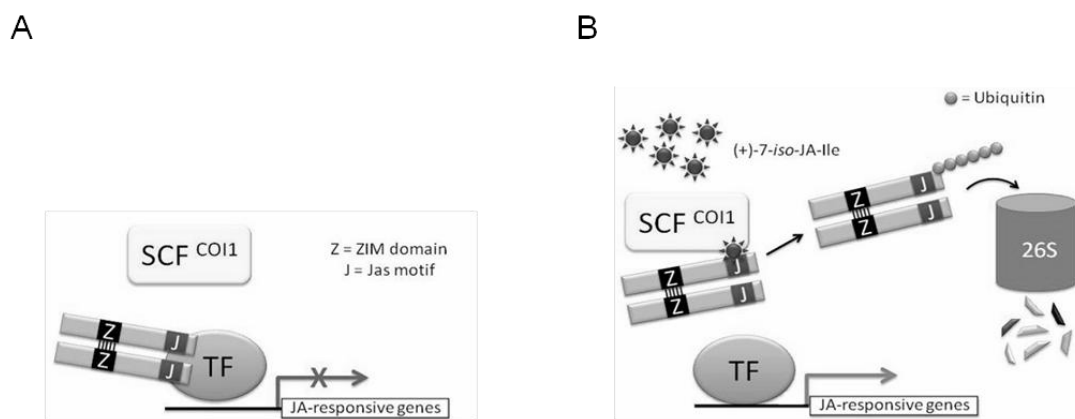 A
SCF COI1
Z = ZIM domain
J = Jas motif
Z
J
Z
J
TF
X
JA-responsive genes
B
= Ubiquitin
(+)-7-iso-JA-Ile
SCF COI1
Z
J
Z
J
Z
J
Z
J
26S
TF
JA-responsive genes